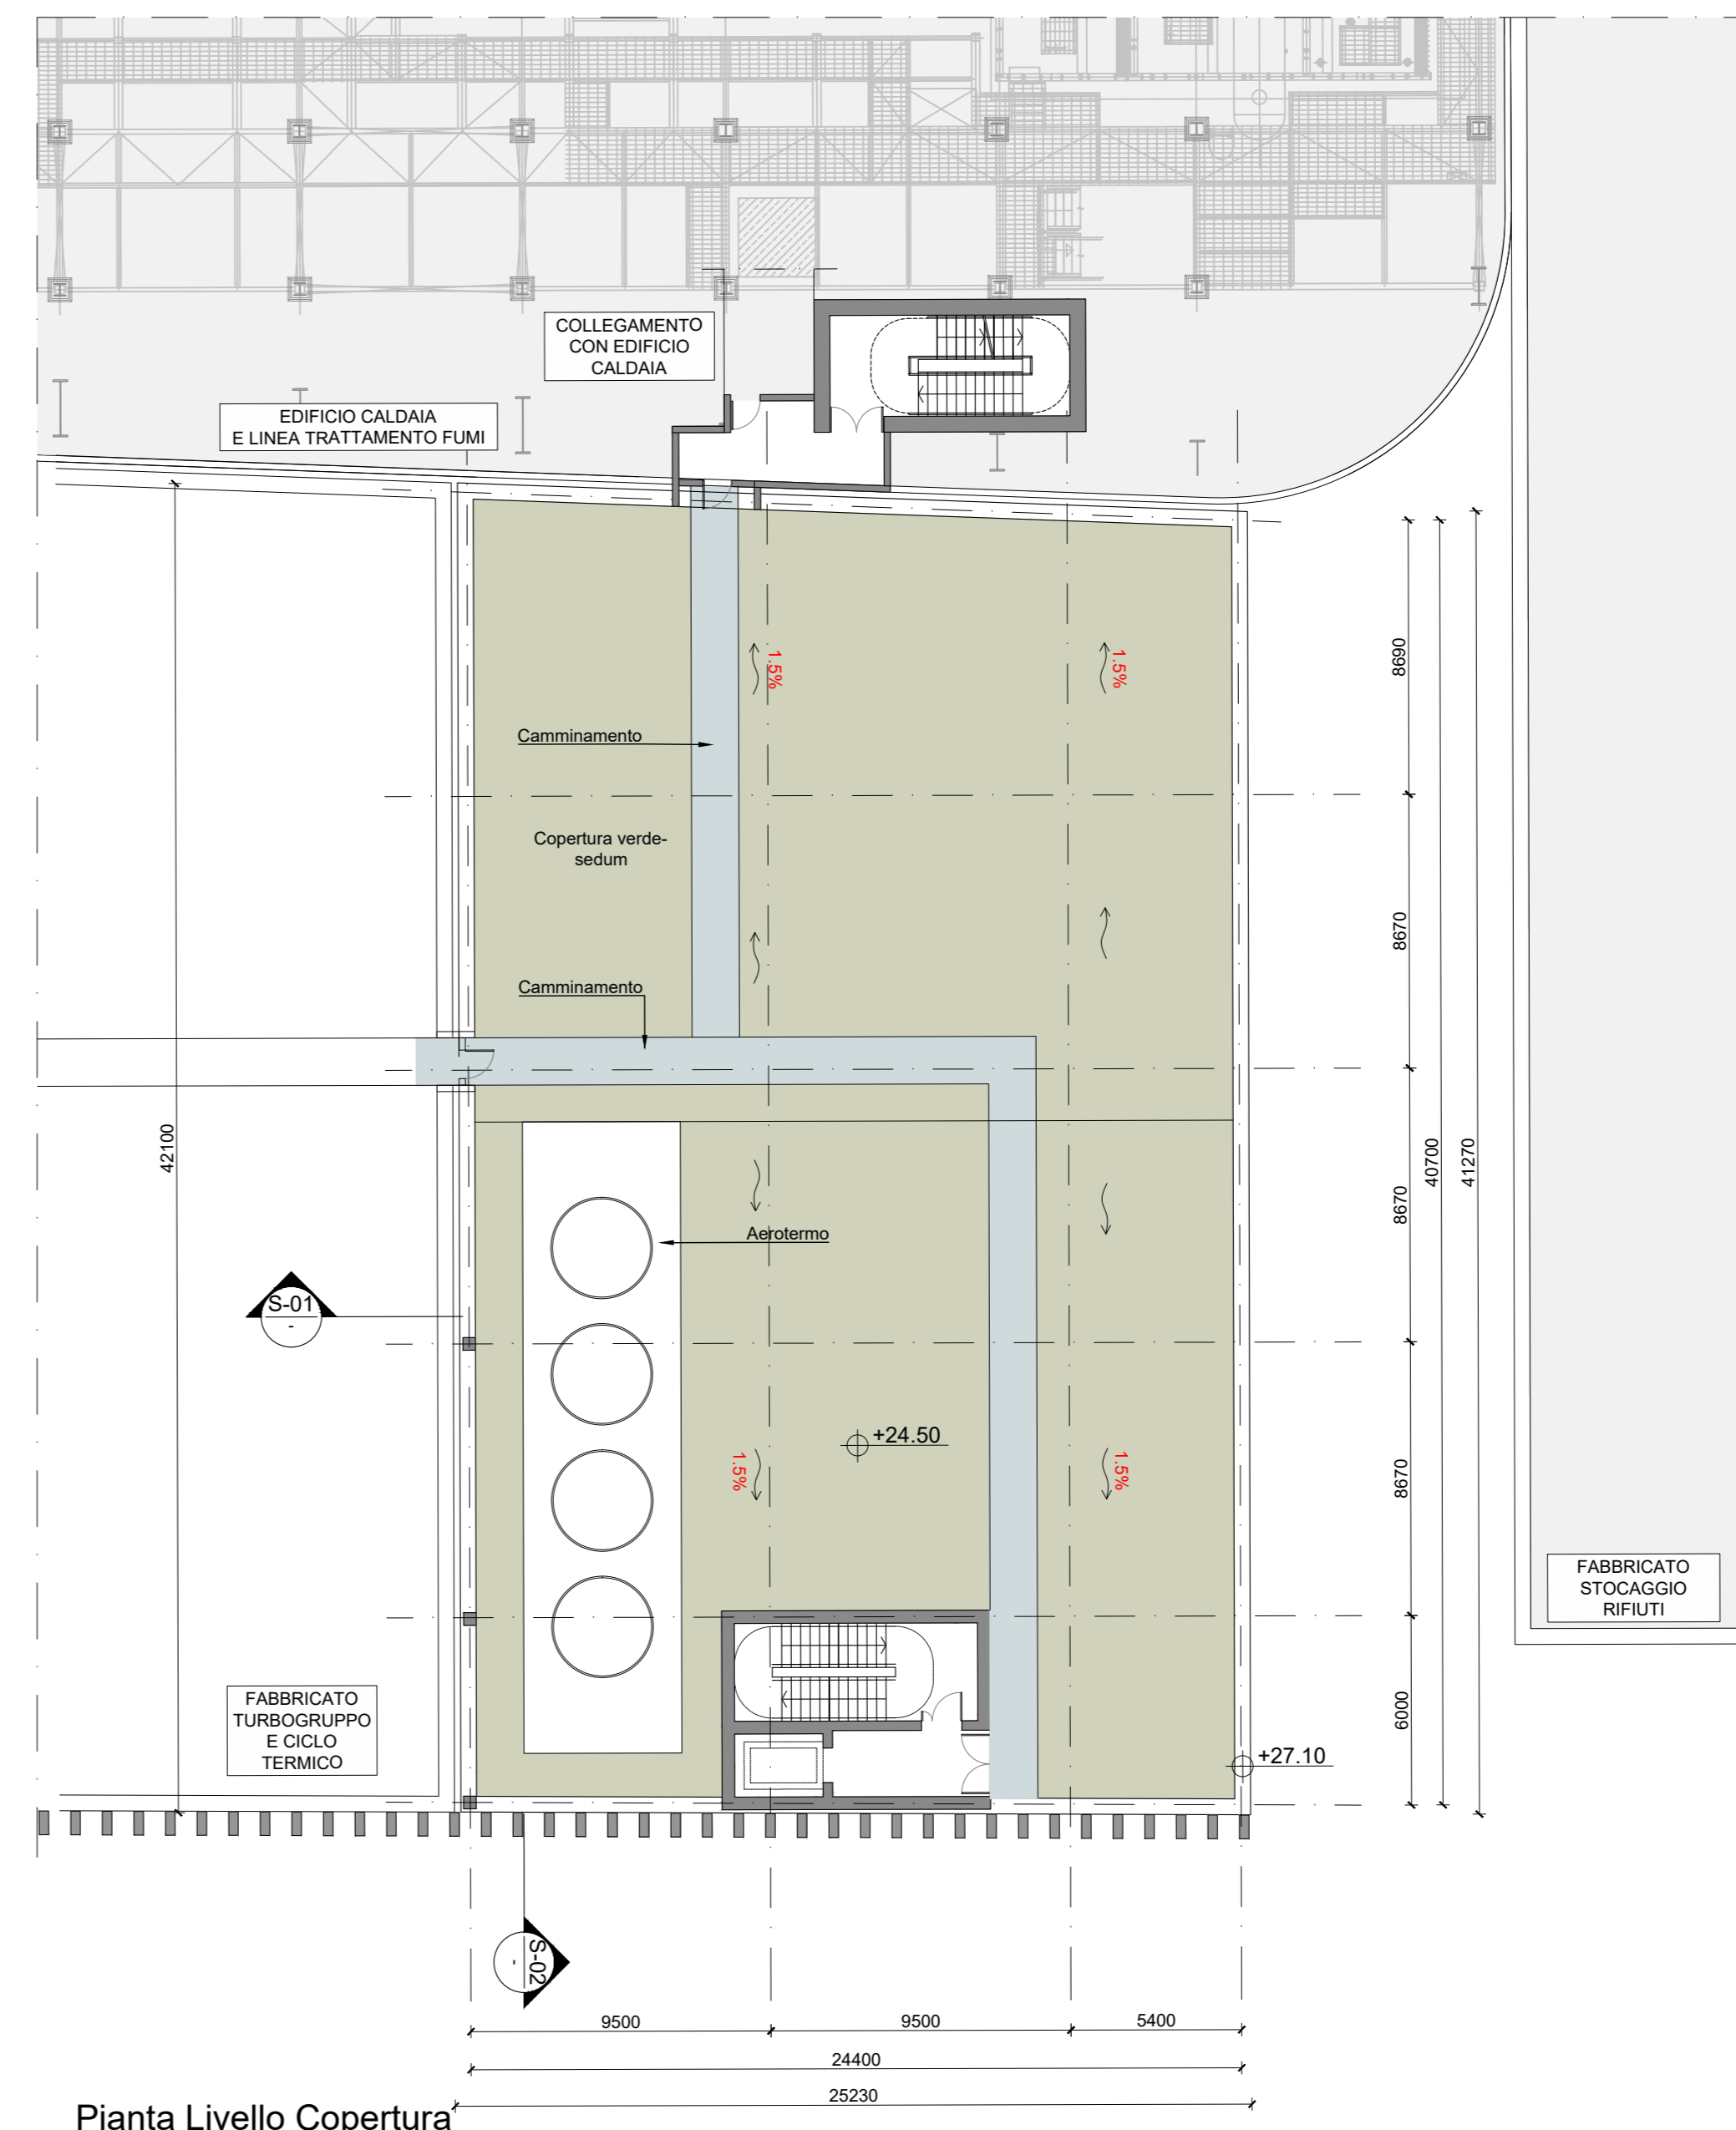 COLLEGAMENTO
CON EDIFICIO
CALDAIA
EDIFICIO CALDAIA
E LINEA TRATTAMENTO FUMI
1.5%
1.5%
8690
Camminamento
Copertura verde-
sedum
8670
Camminamento
42100
8670
40700
41270
Aerotermo
S-01
-
+24.50
1.5%
1.5%
8670
FABBRICATO
STOCAGGIO
RIFIUTI
FABBRICATO
TURBOGRUPPO
E CICLO
TERMICO
6000
+27.10
S-02
-
9500
9500
5400
24400
25230
Pianta Livello Copertura